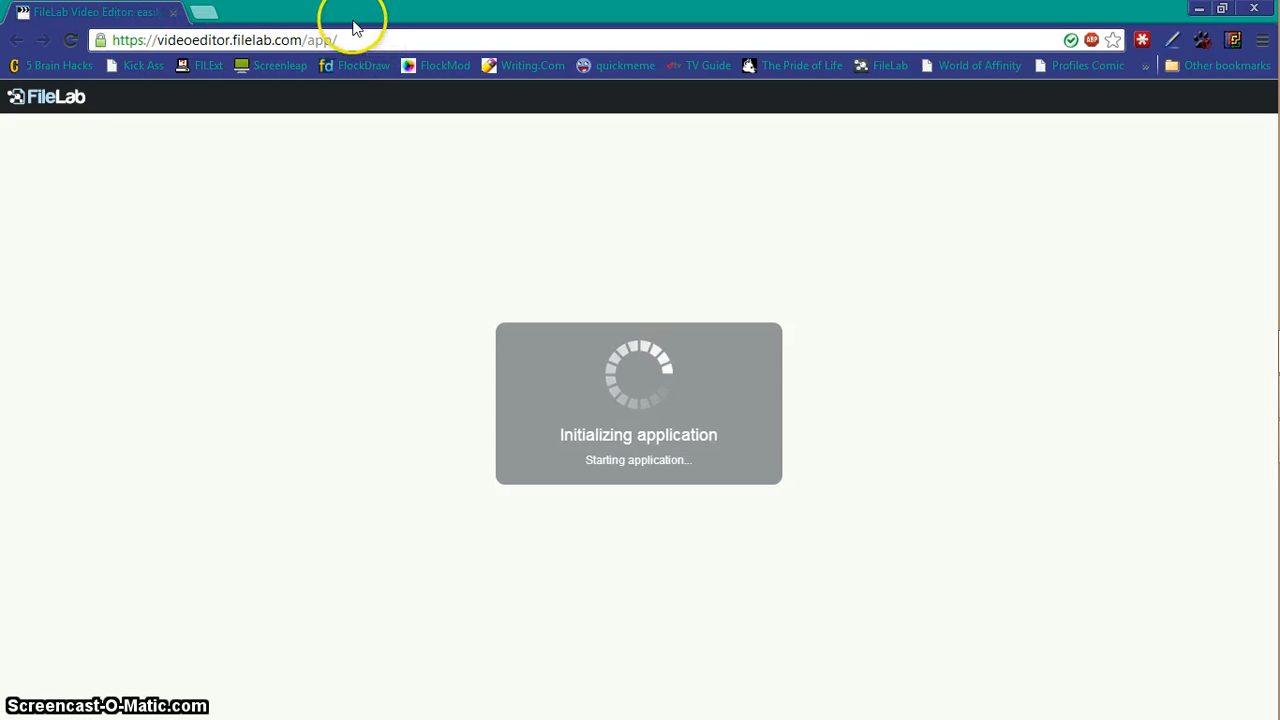 FileLab Video Editor: eas
https://videoeditor.filelab.com/app/
5 Brain Hacks Kick Ass FILExt Screenleap FlockDraw FlockMod Writing.Com quickmeme TV Guide The Pride of Life FileLab World of Affinity Profiles Comic » Other bookmarks
FileLab
Initializing application
Starting application...
Screencast-O-Matic.com